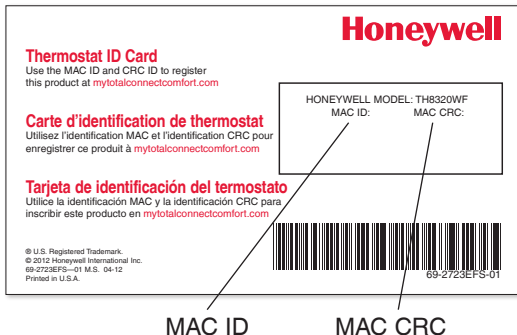 Honeywell
Thermostat ID Card
Use the MAC ID and CRC ID to register
this product at mytotalconnectcomfort.com
Carte d'identification de thermostat
Utilisez l'identification MAC et l'identification CRC pour
enregistrer ce produit à mytotalconnectcomfort.com
Tarjeta de identificación del termostato
Utilice la identificación MAC y la identificación CRC para
inscribir este producto en mytotalconnectcomfort.com
® U.S. Registered Trademark.
© 2012 Honeywell International Inc.
69-2723EFS—01 M.S. 04-12
Printed in U.S.A.
HONEYWELL MODEL: TH8320WF
MAC ID: MAC CRC:
69-2723EFS-01
MAC ID MAC CRC